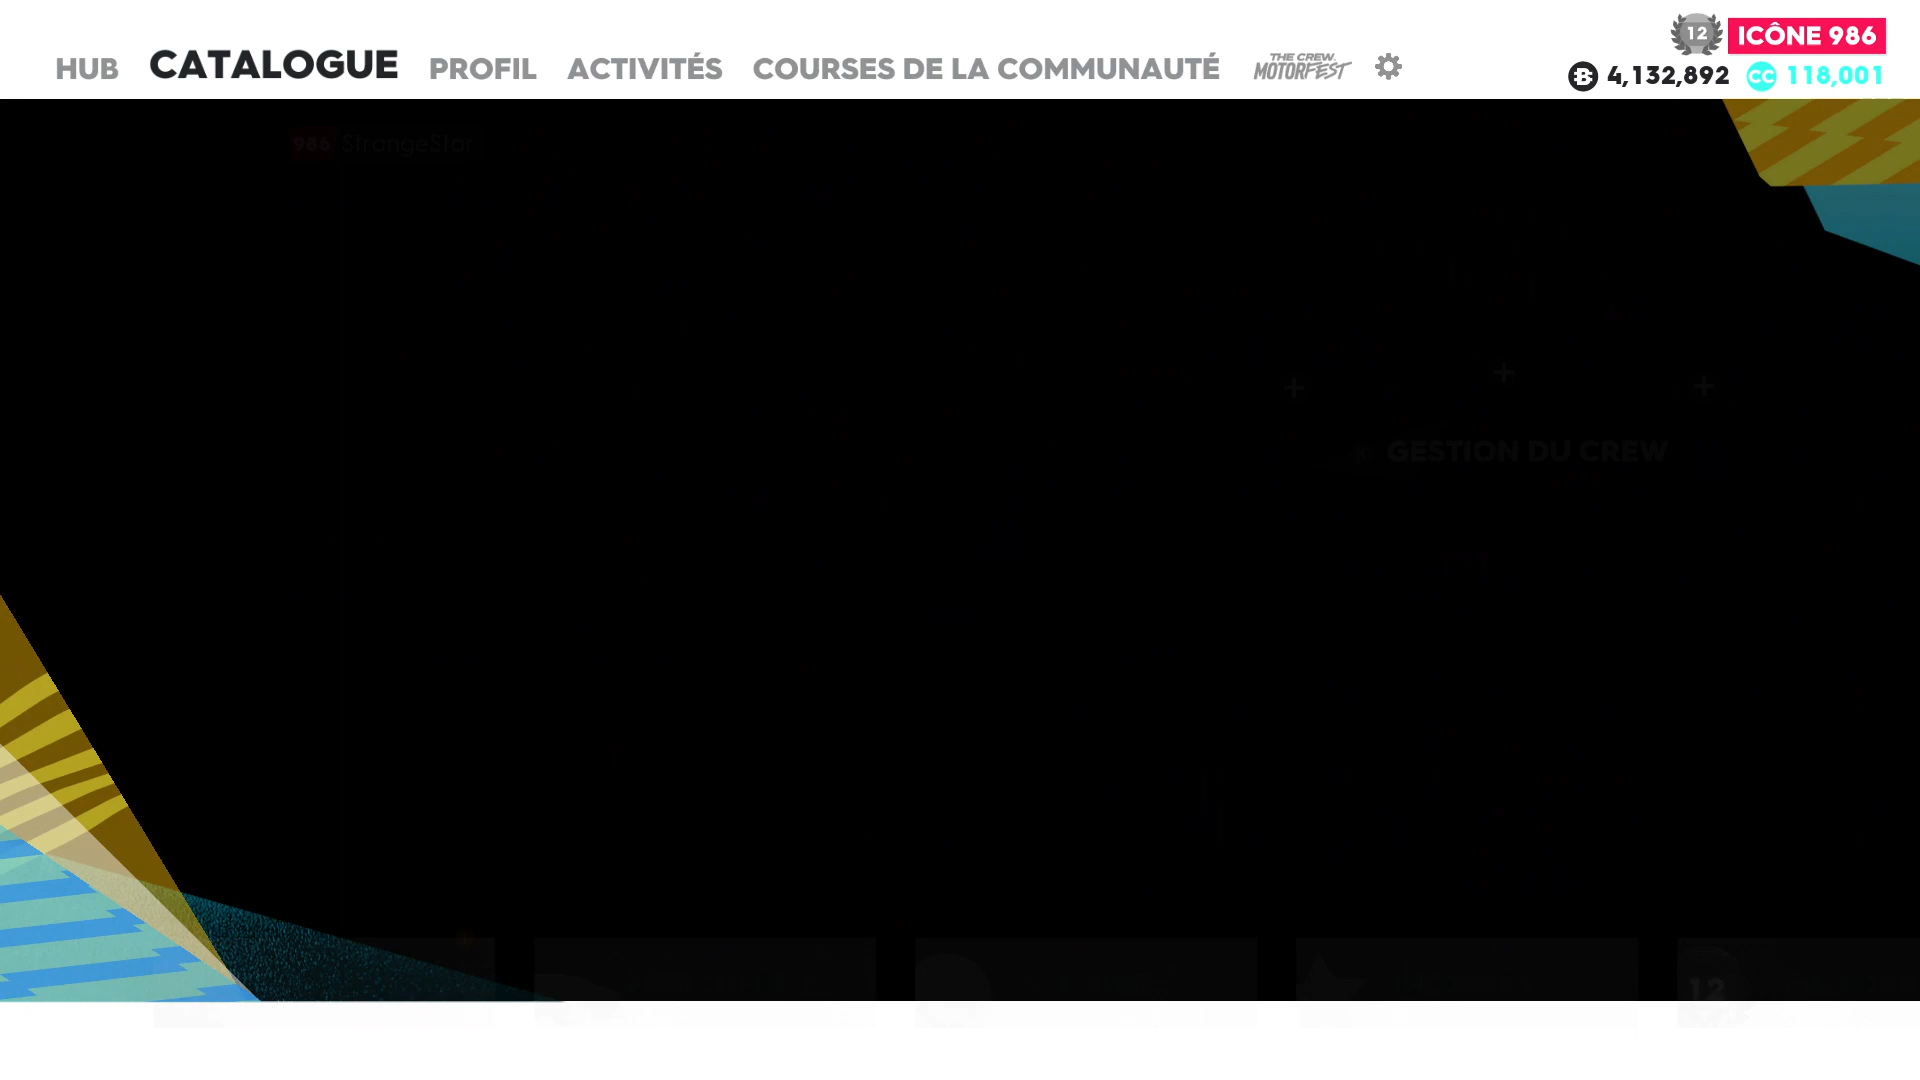 12 ICÔNE 986
HUB CATALOGUE PROFIL ACTIVITÉS COURSES DE LA COMMUNAUTÉ THE CREW MOTORFEST
4,132,892 CC 118,001
986 StrangeStar
GESTION DU CREW
12